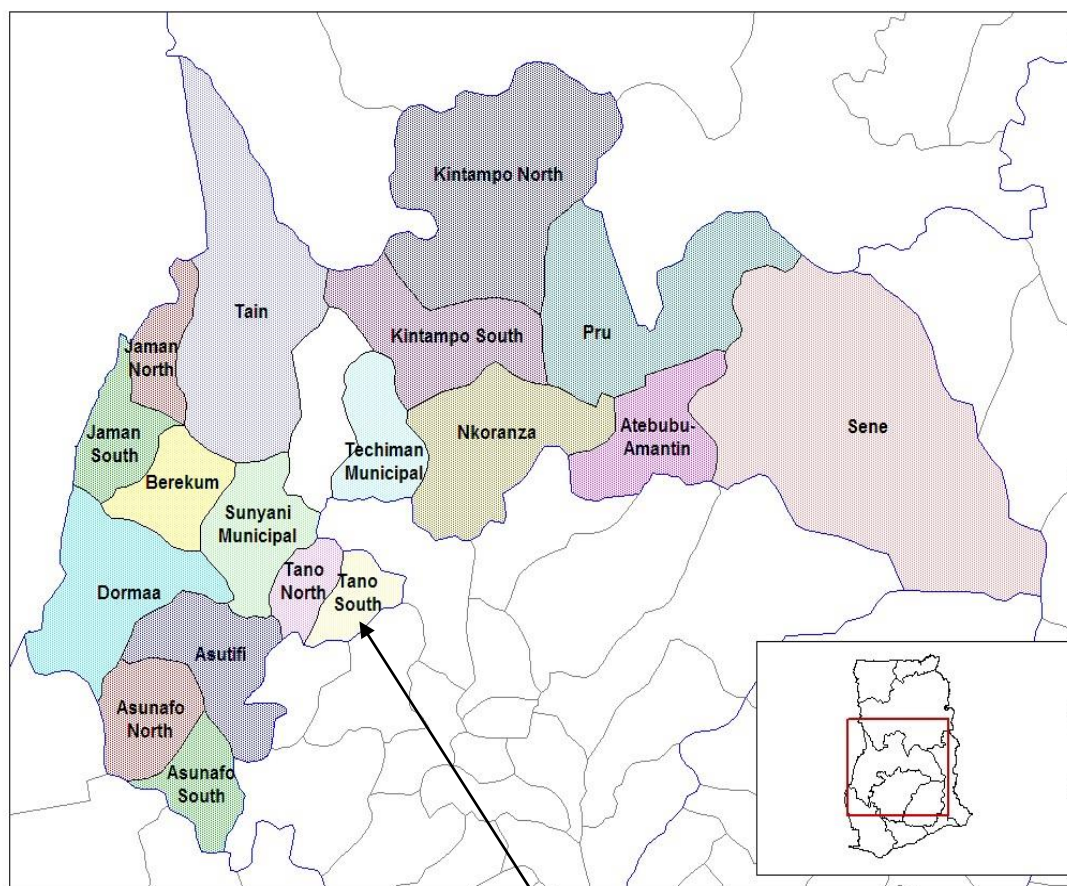 Kintampo North
Tain
Jaman
North
Kintampo South
Pru
Jaman
South
Nkoranza
Atebubu-
Amantin
Sene
Techiman
Municipal
Berekum
Sunyani
Municipal
Tano
North
Tano
South
Dormaa
Asutifi
Asunafo
North
Asunafo
South